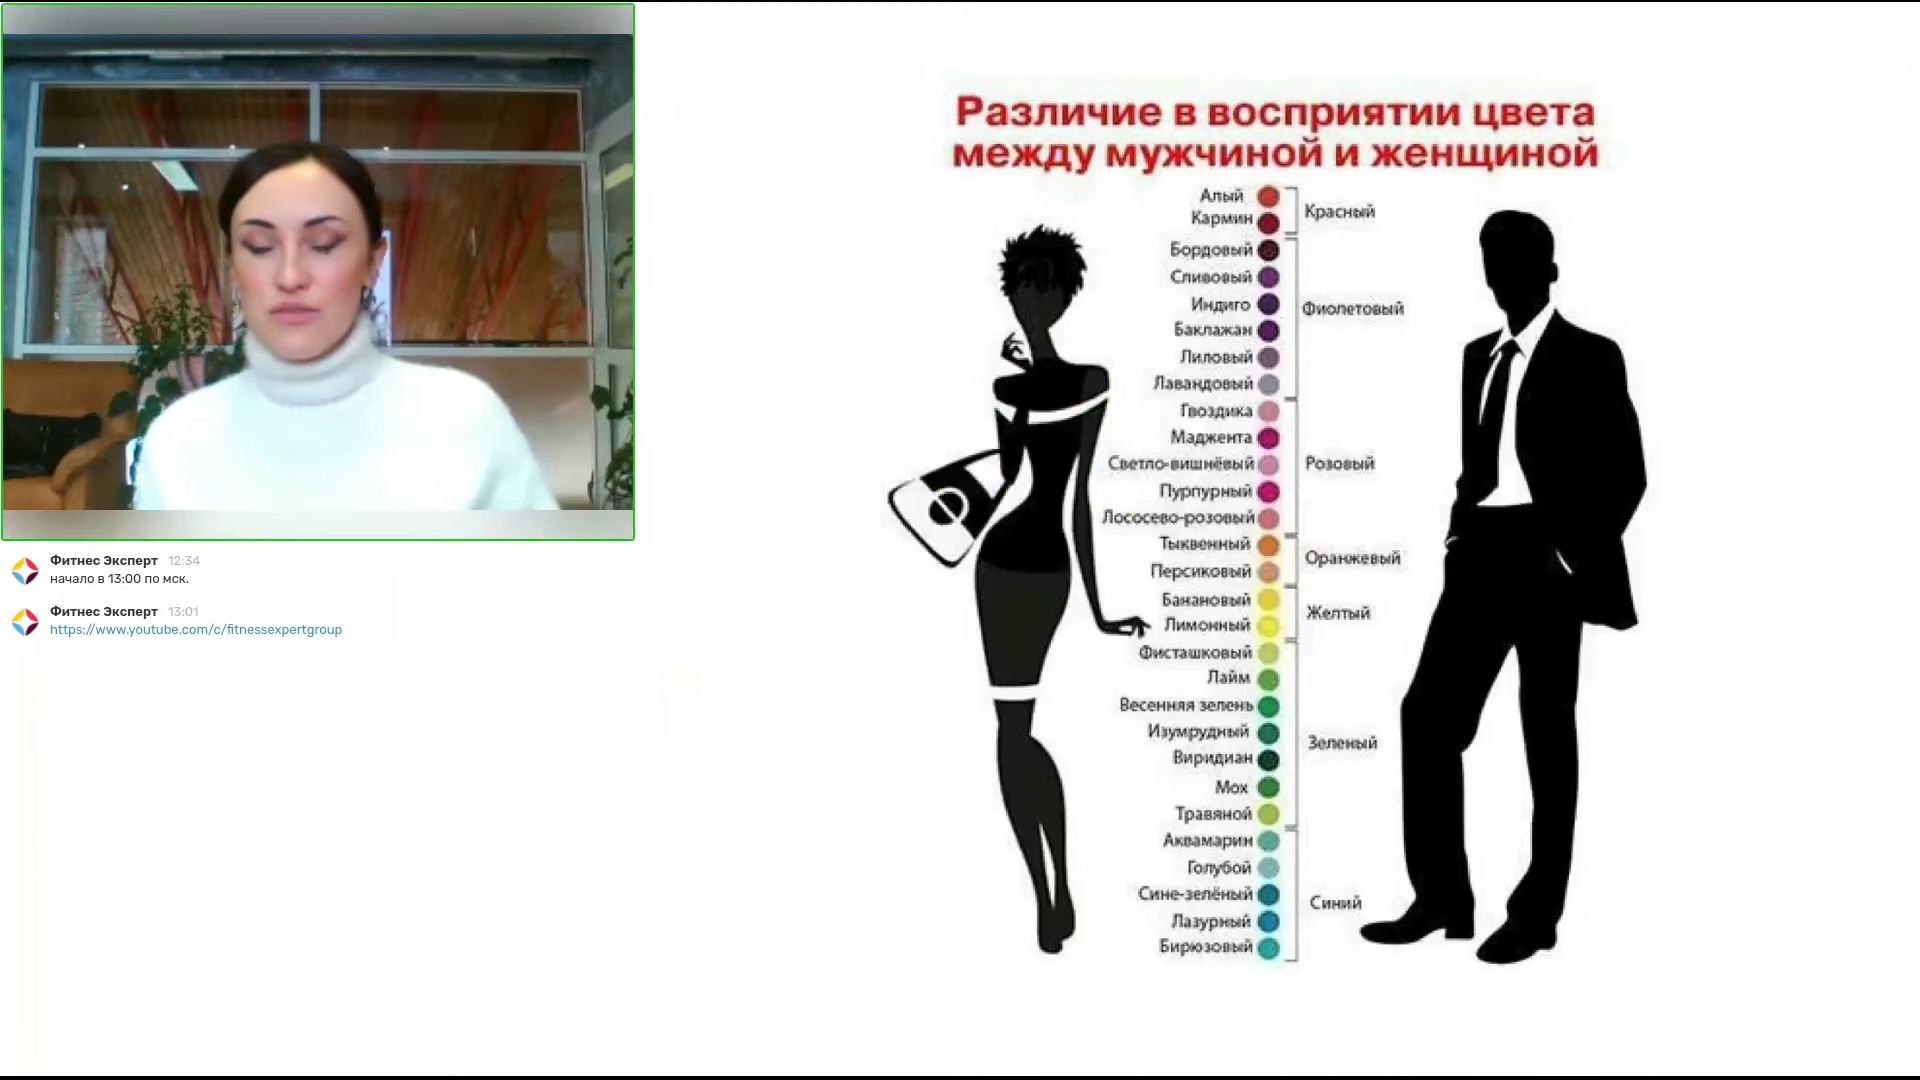 Различие в восприятии цвета
между мужчиной и женщиной
Алый
Кармин
Красный
Бордовый
Сливовый
Индиго
Баклажан
Лиловый
Лавандовый
Фиолетовый
Гвоздика
Маджента
Светло-вишнёвый
Пурпурный
Лососево-розовый
Розовый
Тыквенный
Персиковый
Оранжевый
Банановый
Лимонный
Желтый
Фисташковый
Лайм
Весенняя зелень
Изумрудный
Виридиан
Мох
Травяной
Зеленый
Аквамарин
Голубой
Сине-зелёный
Лазурный
Бирюзовый
Синий
Фитнес Эксперт 12:34
начало в 13:00 по мск.
Фитнес Эксперт 13:01
https://www.youtube.com/c/fitnessexpertgroup